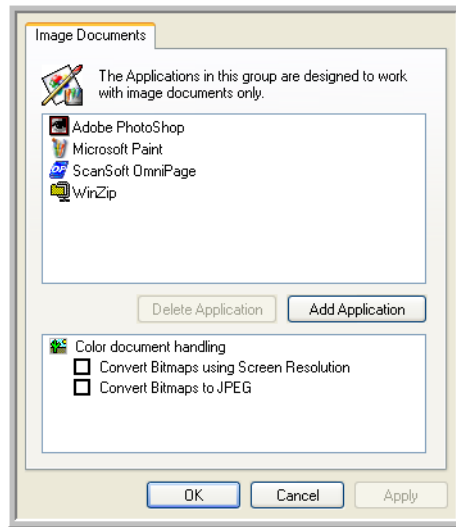 Image Documents
The Applications in this group are designed to work
with image documents only.
Adobe PhotoShop
Microsoft Paint
ScanSoft OmniPage
WinZip
Delete Application
Add Application
Color document handling
Convert Bitmaps using Screen Resolution
Convert Bitmaps to JPEG
OK
Cancel
Apply